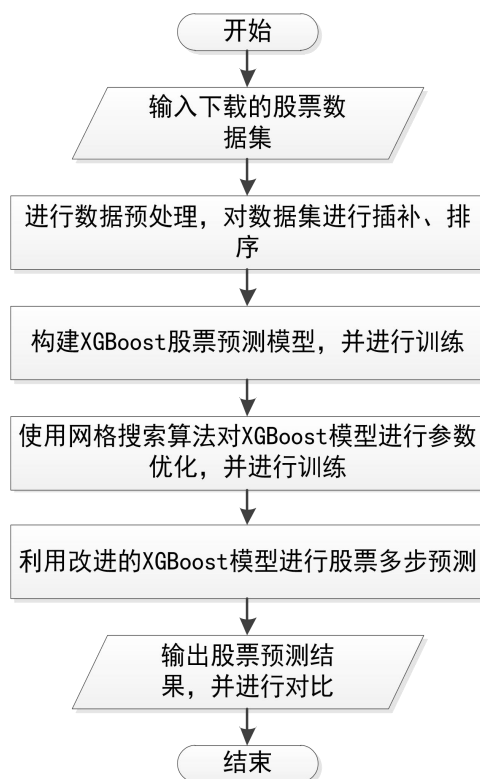 开始
输入下载的股票数
据集
进行数据预处理，对数据集进行插补、排
序
构建XGBoost股票预测模型，并进行训练
使用网格搜索算法对XGBoost模型进行参数
优化，并进行训练
利用改进的XGBoost模型进行股票多步预测
输出股票预测结
果，并进行对比
结束